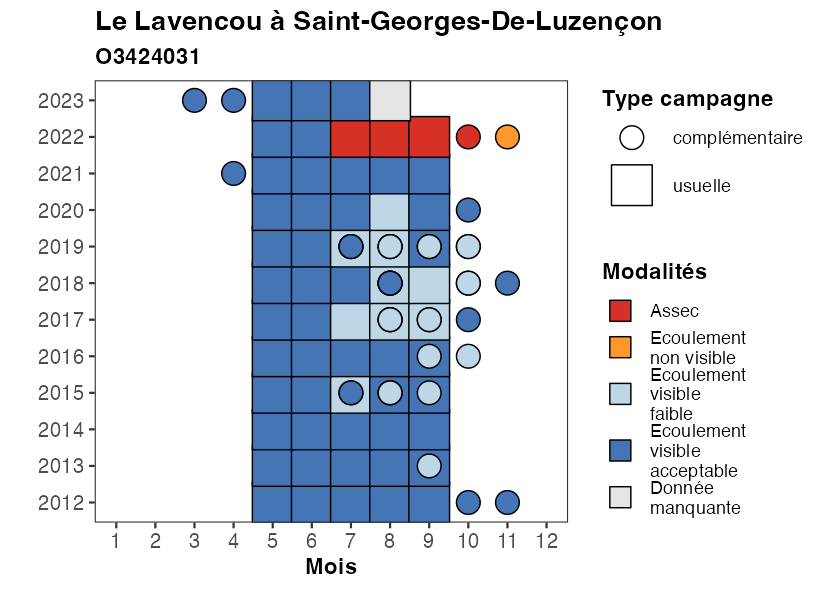 Le Lavencou à Saint-Georges-De-Luzençon
O3424031
2023
2022
2021
2020
2019
2018
2017
2016
2015
2014
2013
2012
1 2 3 4 5 6 7 8 9 10 11 12
Mois
Type campagne
complémentaire
usuelle
Modalités
Assec
Ecoulement
non visible
Ecoulement
visible
faible
Ecoulement
visible
acceptable
Donnée
manquante